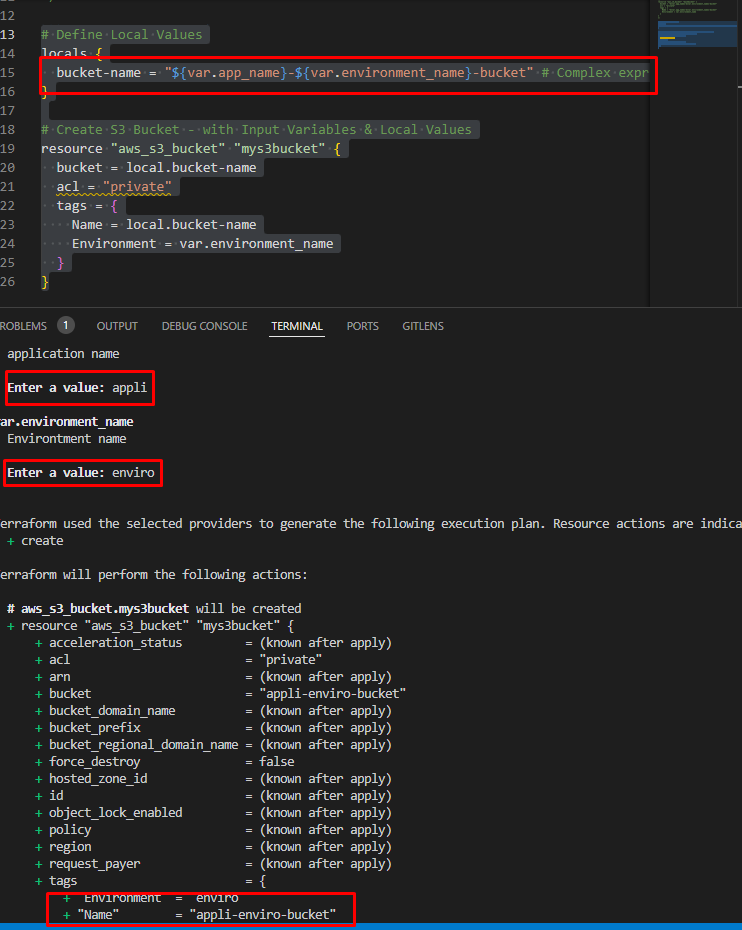 12
13 # Define Local Values
14 locals {
15 bucket-name = "${var.app_name}-${var.environment_name}-bucket" # Complex expr
16 }
17
18 # Create S3 Bucket - with Input Variables & Local Values
19 resource "aws_s3_bucket" "mys3bucket" {
20 bucket = local.bucket-name
21 acl = "private"
22 tags = {
23 Name = local.bucket-name
24 Environment = var.environment_name
25 }
26 }
ROBLEMS 1 OUTPUT DEBUG CONSOLE TERMINAL PORTS GITLENS
application name
Enter a value: appli
ar.environment_name
Environtment name
Enter a value: enviro
erraform used the selected providers to generate the following execution plan. Resource actions are indica
+ create
erraform will perform the following actions:
# aws_s3_bucket.mys3bucket will be created
+ resource "aws_s3_bucket" "mys3bucket" {
+ acceleration_status = (known after apply)
+ acl = "private"
+ arn = (known after apply)
+ bucket = "appli-enviro-bucket"
+ bucket_domain_name = (known after apply)
+ bucket_prefix = (known after apply)
+ bucket_regional_domain_name = (known after apply)
+ force_destroy = false
+ hosted_zone_id = (known after apply)
+ id = (known after apply)
+ object_lock_enabled = (known after apply)
+ policy = (known after apply)
+ region = (known after apply)
+ request_payer = (known after apply)
+ tags = {
+ "Environment" = "enviro"
+ "Name" = "appli-enviro-bucket"